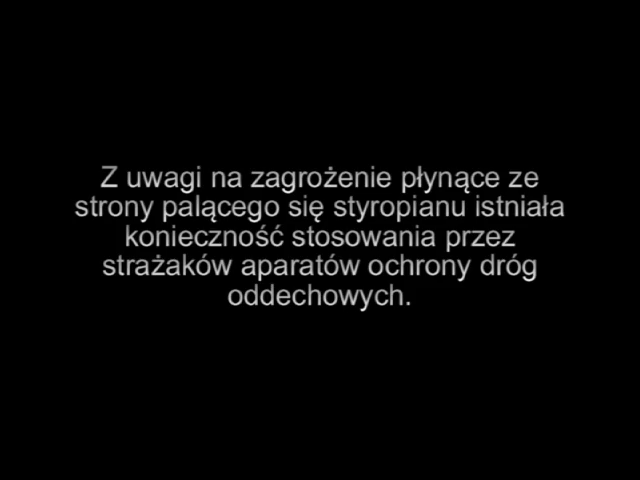 Z uwagi na zagrożenie płynące ze
strony palącego się styropianu istniała
konieczność stosowania przez
strażaków aparatów ochrony dróg
oddechowych.